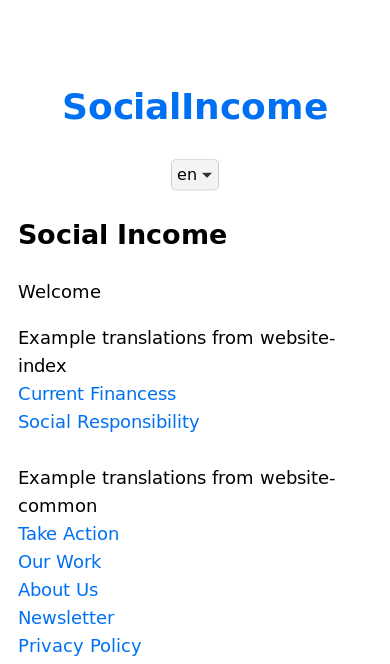 SocialIncome
en
Social Income
Welcome
Example translations from website-
index
Current Financess
Social Responsibility
Example translations from website-
common
Take Action
Our Work
About Us
Newsletter
Privacy Policy